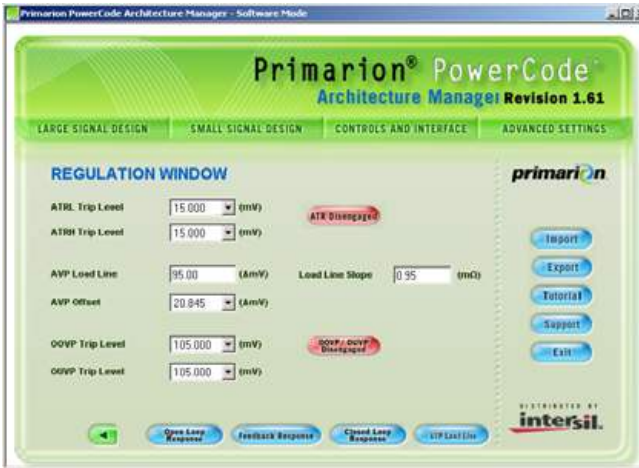 Primarion PowerCode Architecture Manager - Software Mode
Primarion® PowerCode™
Architecture Manager Revision 1.61
LARGE SIGNAL DESIGN SMALL SIGNAL DESIGN CONTROLS AND INTERFACE ADVANCED SETTINGS
REGULATION WINDOW
primarion
ATRL Trip Level 15.000 (mV)
ATR Disengaged
ATRH Trip Level 15.000 (mV)
AVP Load Line 95.00 (ΔmV) Load Line Slope 0.95 (mΩ)
AVP Offset 20.845 (ΔmV)
OOVP Trip Level 105.000 (mV)
OOVP / OUVP
Disengaged
OUVP Trip Level 105.000 (mV)
Import
Export
Tutorial
Support
Exit
DISTRIBUTED BY
intersil.
Open Loop
Response
Feedback Response
Closed Loop
Response
Load Line